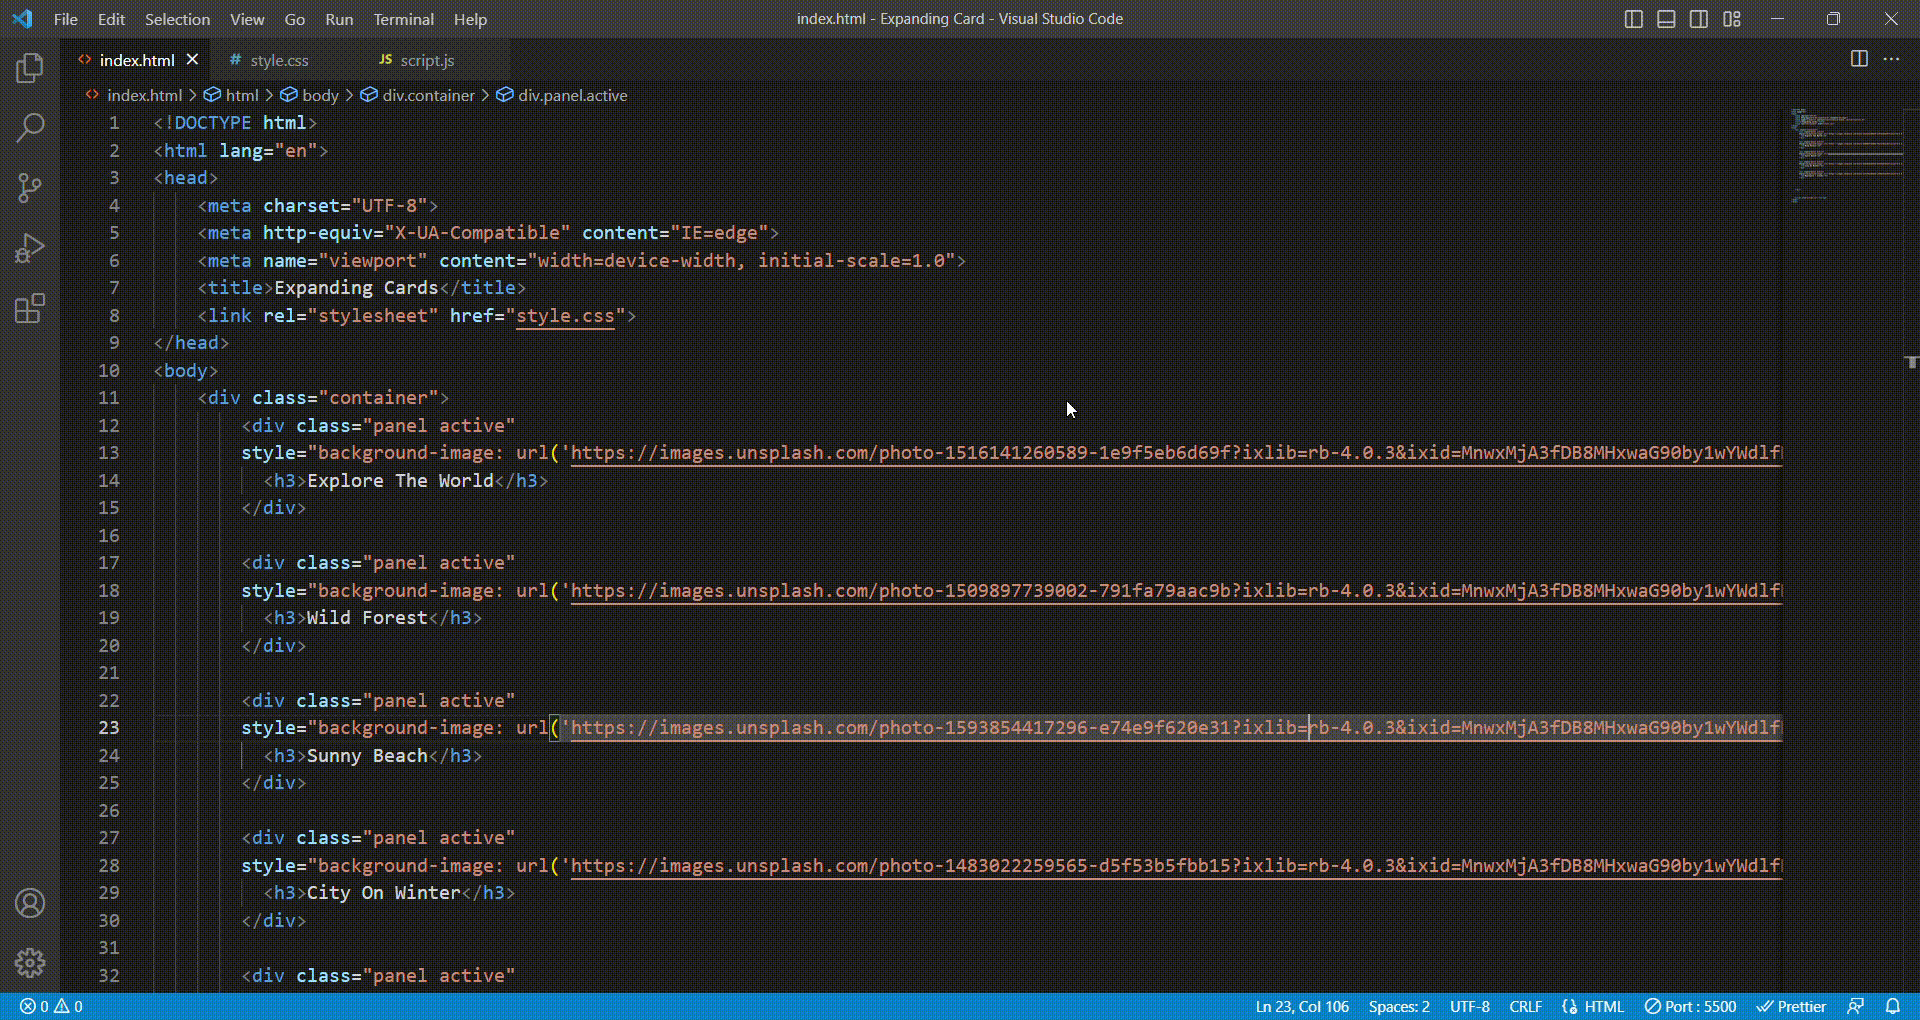 File Edit Selection View Go Run Terminal Help index.html - Expanding Card - Visual Studio Code
index.html style.css JS script.js
index.html > html > body > div.container > div.panel.active
1 <!DOCTYPE html>
2 <html lang="en">
3 <head>
4 <meta charset="UTF-8">
5 <meta http-equiv="X-UA-Compatible" content="IE=edge">
6 <meta name="viewport" content="width=device-width, initial-scale=1.0">
7 <title>Expanding Cards</title>
8 <link rel="stylesheet" href="style.css">
9 </head>
10 <body>
11 <div class="container">
12 <div class="panel active"
13 style="background-image: url('https://images.unsplash.com/photo-1516141260589-1e9f5eb6d69f?ixlib=rb-4.0.3&ixid=MnwxMjA3fDB8MHxwaG90by1wYWdlf
14 <h3>Explore The World</h3>
15 </div>
16
17 <div class="panel active"
18 style="background-image: url('https://images.unsplash.com/photo-1509897739002-791fa79aac9b?ixlib=rb-4.0.3&ixid=MnwxMjA3fDB8MHxwaG90by1wYWdlf
19 <h3>Wild Forest</h3>
20 </div>
21
22 <div class="panel active"
23 style="background-image: url('https://images.unsplash.com/photo-1593854417296-e74e9f620e31?ixlib=rb-4.0.3&ixid=MnwxMjA3fDB8MHxwaG90by1wYWdlf
24 <h3>Sunny Beach</h3>
25 </div>
26
27 <div class="panel active"
28 style="background-image: url('https://images.unsplash.com/photo-1483022259565-d5f53b5fbb15?ixlib=rb-4.0.3&ixid=MnwxMjA3fDB8MHxwaG90by1wYWdlf
29 <h3>City On Winter</h3>
30 </div>
31
32 <div class="panel active"
0 0 Ln 23, Col 106 Spaces: 2 UTF-8 CRLF HTML Port : 5500 Prettier